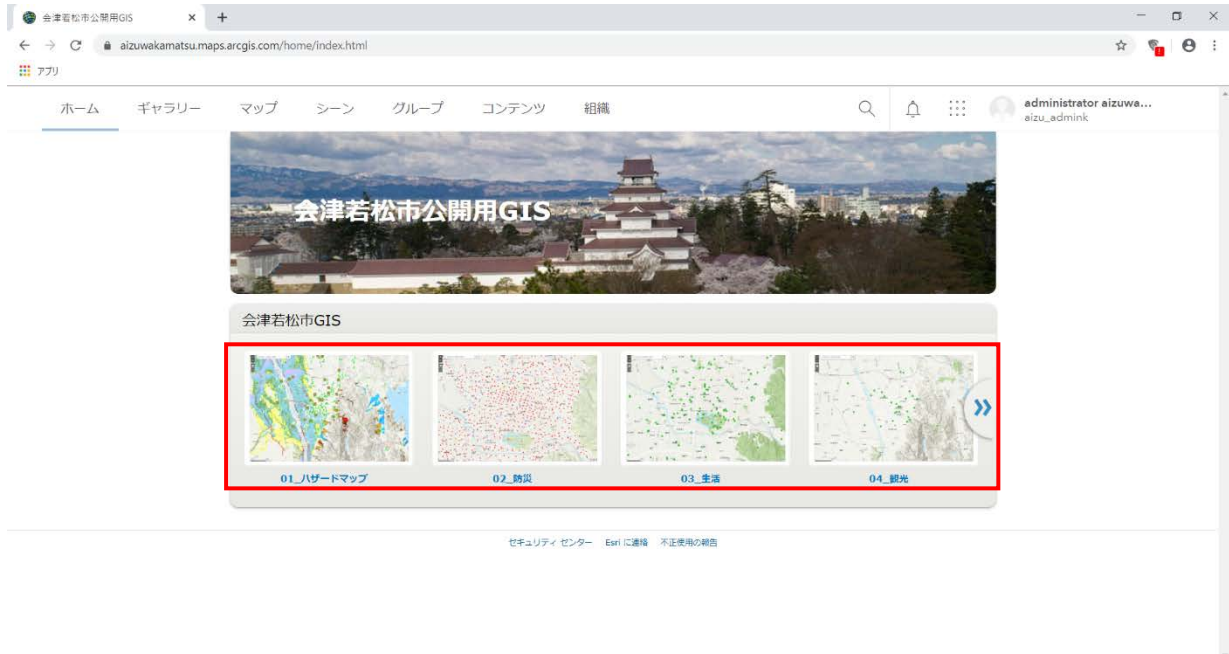 会津若松市公開用GIS
aizuwakamatsu.maps.arcgis.com/home/index.html
アプリ
ホーム ギャラリー マップ シーン グループ コンテンツ 組織
administrator aizuwa...
aizu_admink
会津若松市公開用GIS
会津若松市GIS
01_ハザードマップ 02_防災 03_生活 04_観光
セキュリティ センター Esri に連絡 不正使用の報告